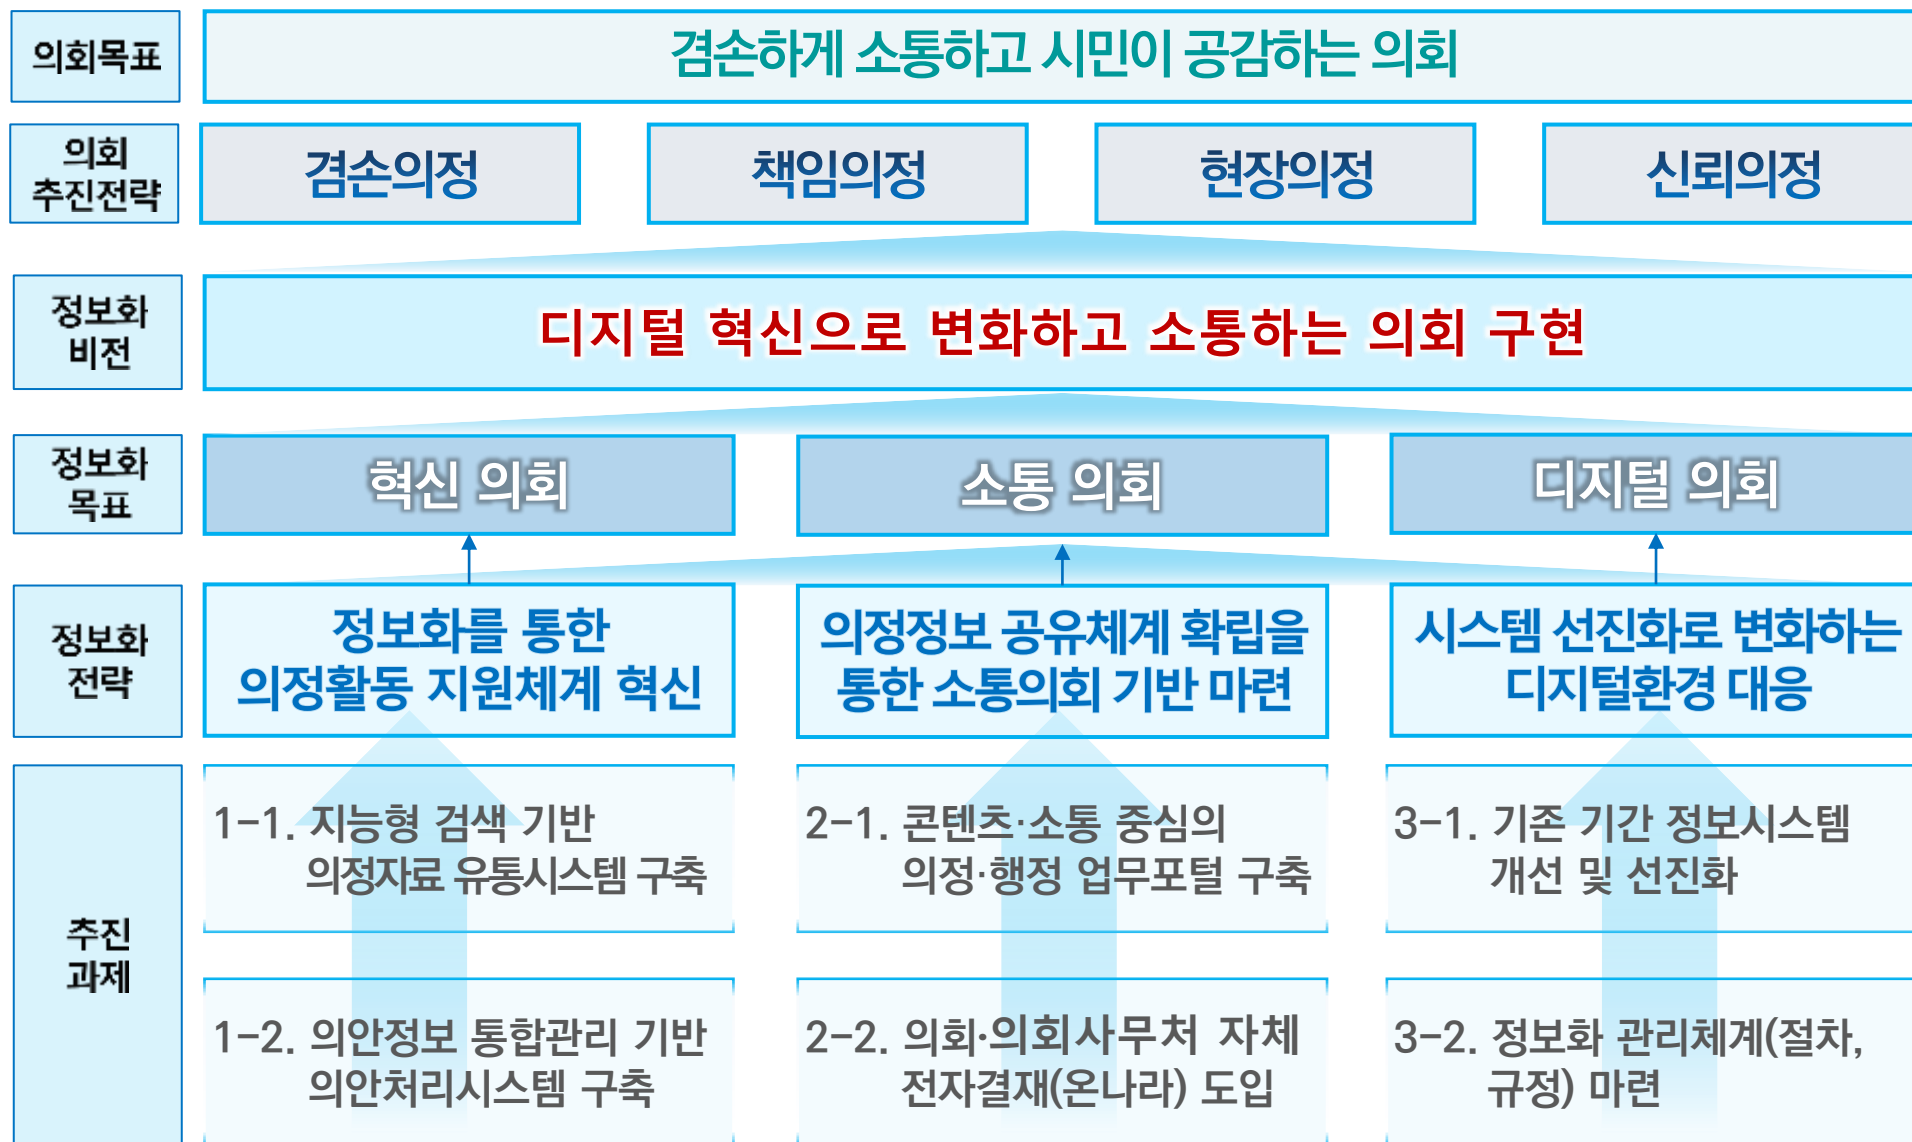 의회목표
겸손하게 소통하고 시민이 공감하는 의회
의회
추진전략
겸손의정
책임의정
현장의정
신뢰의정
정보화
비전
디지털 혁신으로 변화하고 소통하는 의회 구현
정보화
목표
혁신 의회
소통 의회
디지털 의회
정보화
전략
정보화를 통한
의정활동 지원체계 혁신
의정정보 공유체계 확립을
통한 소통의회 기반 마련
시스템 선진화로 변화하는
디지털환경 대응
추진
과제
1-1. 지능형 검색 기반
의정자료 유통시스템 구축
2-1. 콘텐츠·소통 중심의
의정·행정 업무포털 구축
3-1. 기존 기간 정보시스템
개선 및 선진화
1-2. 의안정보 통합관리 기반
의안처리시스템 구축
2-2. 의회·의회사무처 자체
전자결재(온나라) 도입
3-2. 정보화 관리체계(절차,
규정) 마련